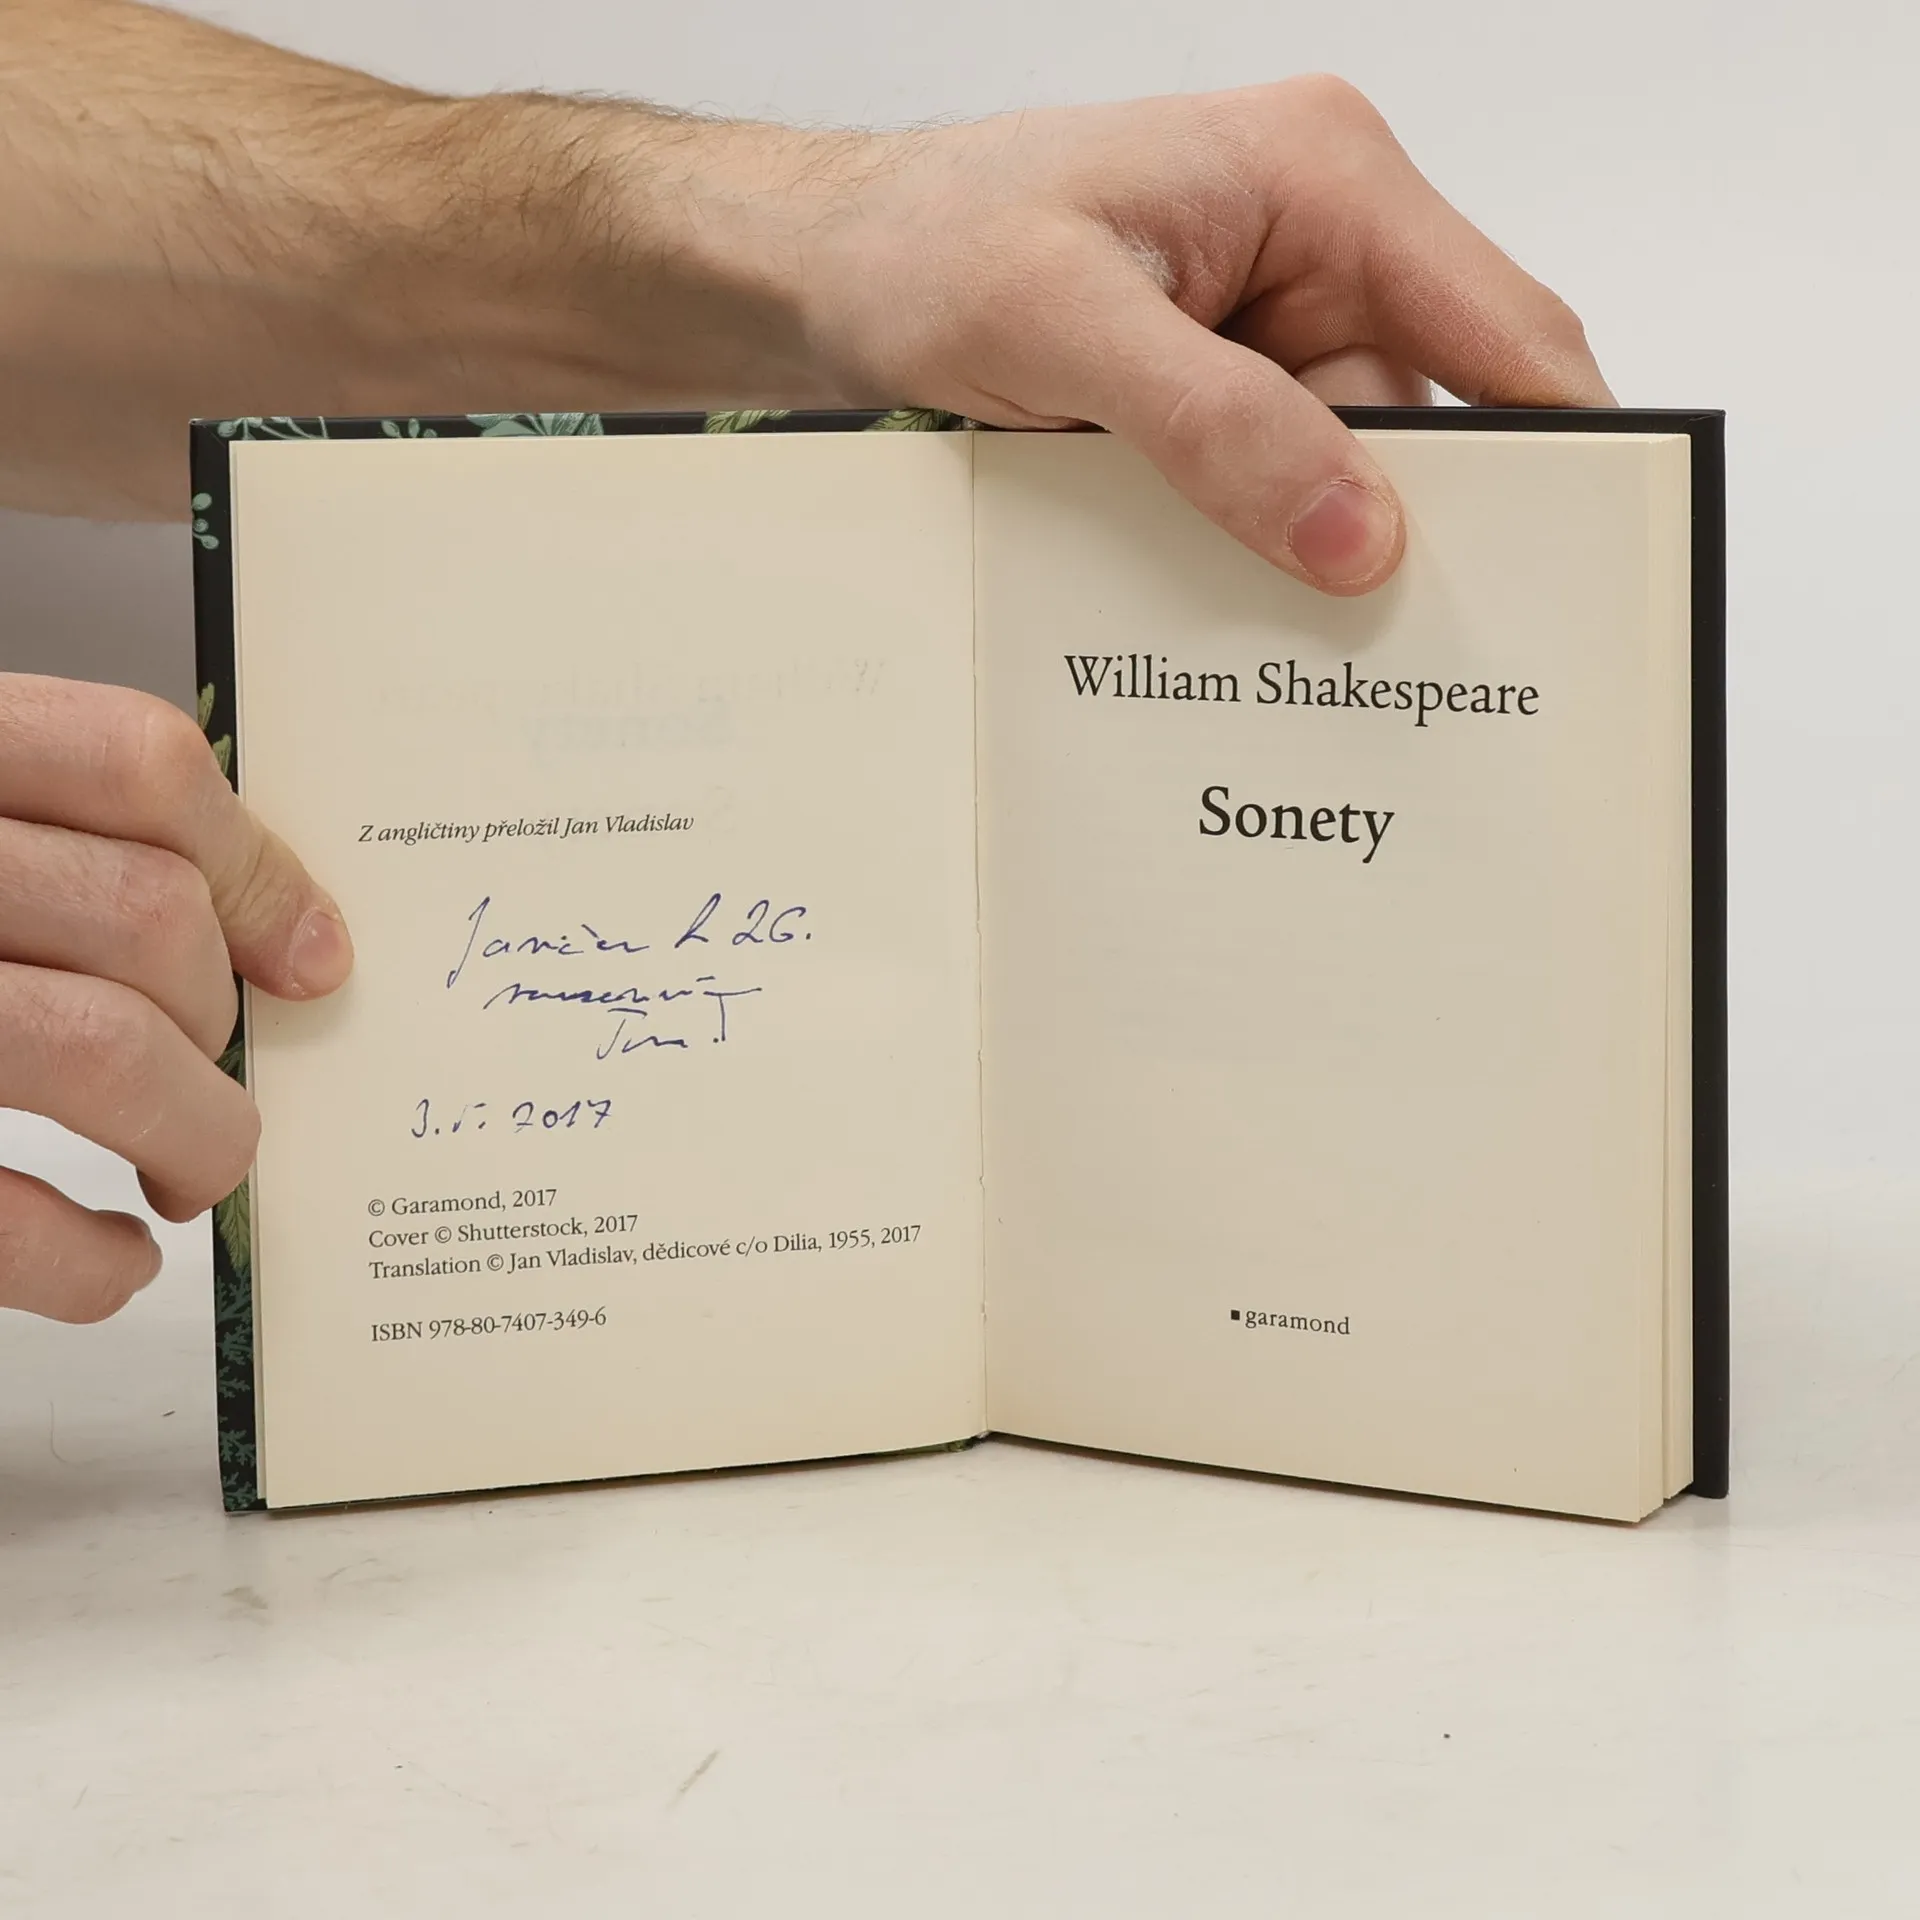 Z angličtiny přeložil Jan Vladislav
Janičce k 26.
3. V. 2017
© Garamond, 2017
Cover © Shutterstock, 2017
Translation © Jan Vladislav, dědicové c/o Dilia, 1955, 2017
ISBN 978-80-7407-349-6
William Shakespeare
Sonety
garamond